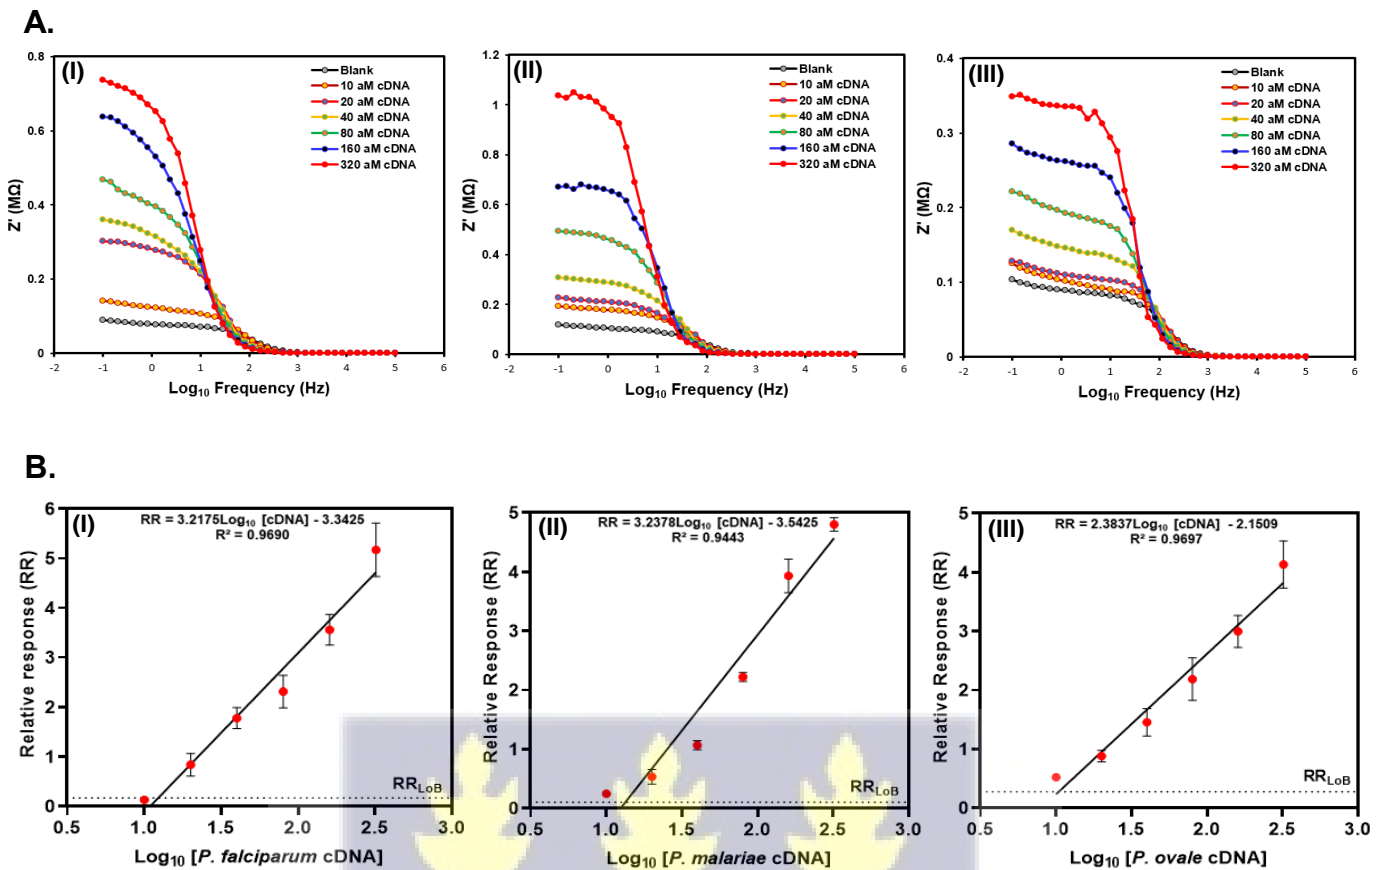 A.
(I)
Blank
10 aM cDNA
20 aM cDNA
40 aM cDNA
80 aM cDNA
160 aM cDNA
320 aM cDNA
0.8
0.6
0.4
0.2
0
Z' (MΩ)
-2 -1 0 1 2 3 4 5 6
Log10 Frequency (Hz)
(II)
Blank
10 aM cDNA
20 aM cDNA
40 aM cDNA
80 aM cDNA
160 aM cDNA
320 aM cDNA
1.2
1
0.8
0.6
0.4
0.2
0
Z' (MΩ)
-2 -1 0 1 2 3 4 5 6
Log10 Frequency (Hz)
(III)
Blank
10 aM cDNA
20 aM cDNA
40 aM cDNA
80 aM cDNA
160 aM cDNA
320 aM cDNA
0.4
0.3
0.2
0.1
0
Z' (MΩ)
-2 -1 0 1 2 3 4 5 6
Log10 Frequency (Hz)
B.
(I)
RR = 3.2175Log10 [cDNA] - 3.3425
R² = 0.9690
6
5
4
3
2
1
0
Relative response (RR)
RRLoB
0.5 1.0 1.5 2.0 2.5 3.0
Log10 [P. falciparum cDNA]
(II)
RR = 3.2378Log10 [cDNA] - 3.5425
R² = 0.9443
5
4
3
2
1
0
Relative Response (RR)
RRLoB
0.5 1.0 1.5 2.0 2.5 3.0
Log10 [P. malariae cDNA]
(III)
RR = 2.3837Log10 [cDNA] - 2.1509
R² = 0.9697
5
4
3
2
1
0
Relative Response (RR)
RRLoB
0.5 1.0 1.5 2.0 2.5 3.0
Log10 [P. ovale cDNA]